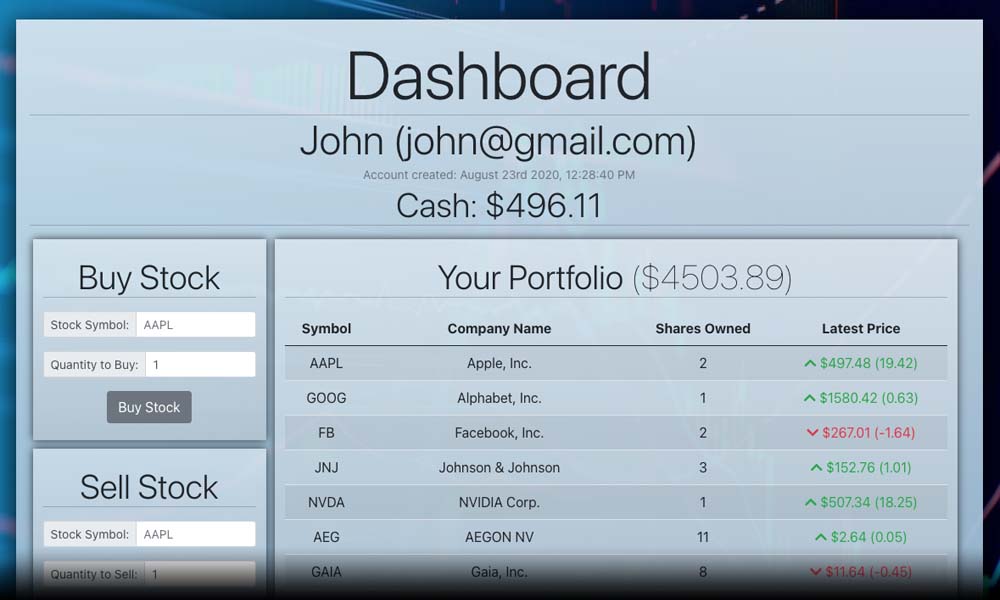 Dashboard
John (john@gmail.com)
Account created: August 23rd 2020, 12:28:40 PM
Cash: $496.11
Buy Stock
Stock Symbol: AAPL
Quantity to Buy: 1
Buy Stock
Sell Stock
Stock Symbol: AAPL
Quantity to Sell: 1
Your Portfolio ($4503.89)
Symbol Company Name Shares Owned Latest Price
AAPL Apple, Inc. 2 $497.48 (19.42)
GOOG Alphabet, Inc. 1 $1580.42 (0.63)
FB Facebook, Inc. 2 $267.01 (-1.64)
JNJ Johnson & Johnson 3 $152.76 (1.01)
NVDA NVIDIA Corp. 1 $507.34 (18.25)
AEG AEGON NV 11 $2.64 (0.05)
GAIA Gaia, Inc. 8 $11.64 (-0.45)